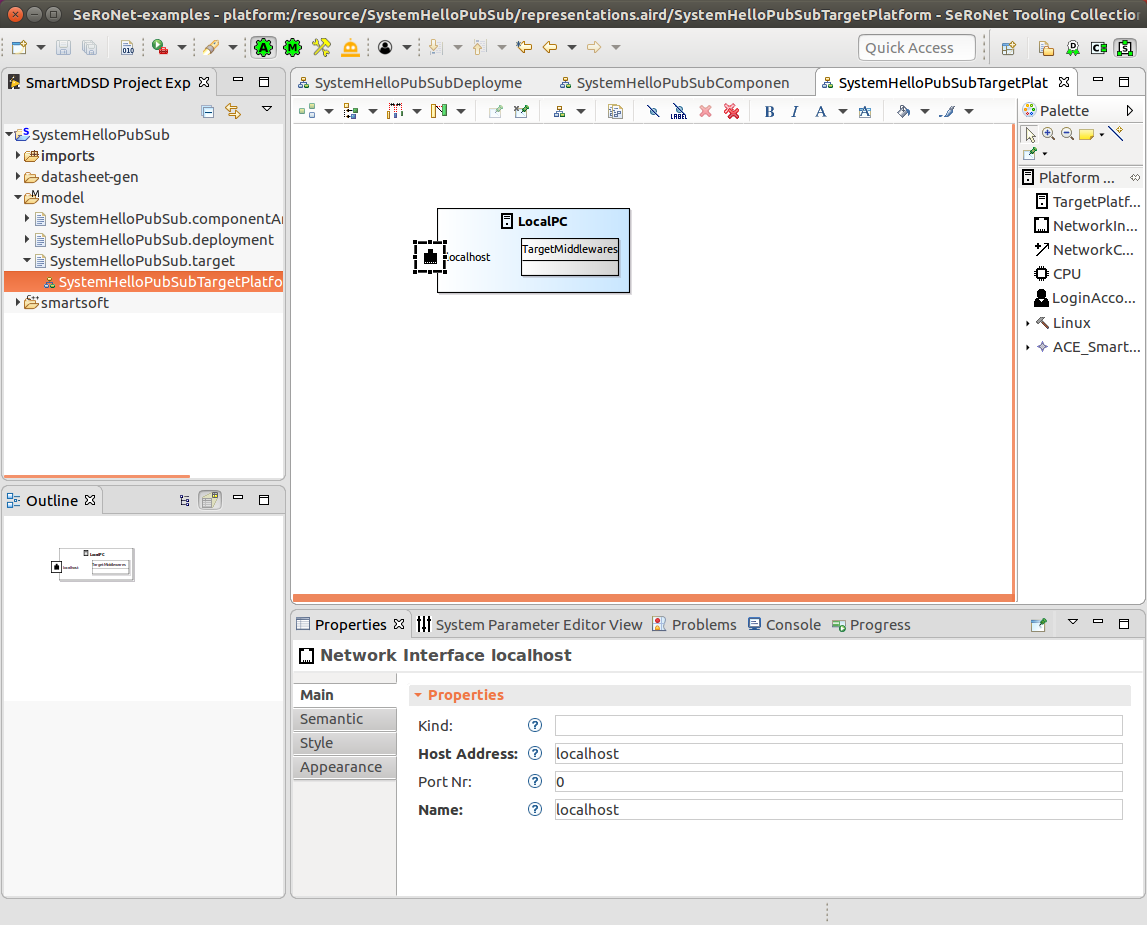 SeRoNet-examples - platform:/resource/SystemHelloPubSub/representations.aird/SystemHelloPubSubTargetPlatform - SeRoNet Tooling Collectio
010
A
M
Quick Access
D
C
S
SmartMDSD Project Exp
SystemHelloPubSub
imports
datasheet-gen
model
SystemHelloPubSub.componentAr
SystemHelloPubSub.deployment
SystemHelloPubSub.target
SystemHelloPubSubTargetPlatfo
smartsoft
SystemHelloPubSubDeployme
SystemHelloPubSubComponen
SystemHelloPubSubTargetPlat
LABEL
B
I
A
A
LocalPC
localhost
TargetMiddlewares
Palette
Platform ...
TargetPlatf...
NetworkIn...
NetworkC...
CPU
LoginAcco...
Linux
ACE_Smart...
Outline
LocalPC
localhost
TargetMiddlewares
Properties
System Parameter Editor View
Problems
Console
Progress
Network Interface localhost
Main
Semantic
Style
Appearance
Properties
Kind:
Host Address: localhost
Port Nr: 0
Name: localhost